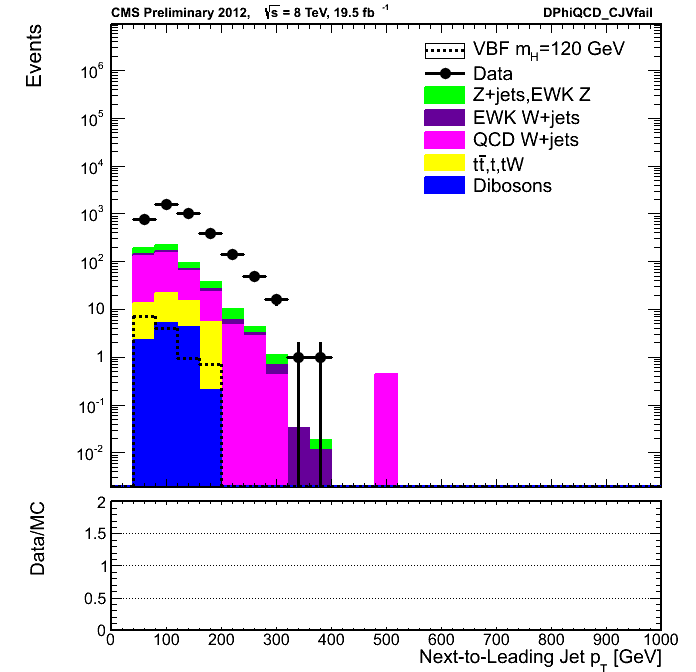 CMS Preliminary 2012, √s = 8 TeV, 19.5 fb⁻¹ DPhiQCD_CJVfail
Events
10⁶
10⁵
10⁴
10³
10²
10
1
10⁻¹
10⁻²
VBF m_H=120 GeV
Data
Z+jets,EWK Z
EWK W+jets
QCD W+jets
tt̅,t,tW
Dibosons
Data/MC
2
1.5
1
0.5
0
0 100 200 300 400 500 600 700 800 900 1000
Next-to-Leading Jet p_T [GeV]